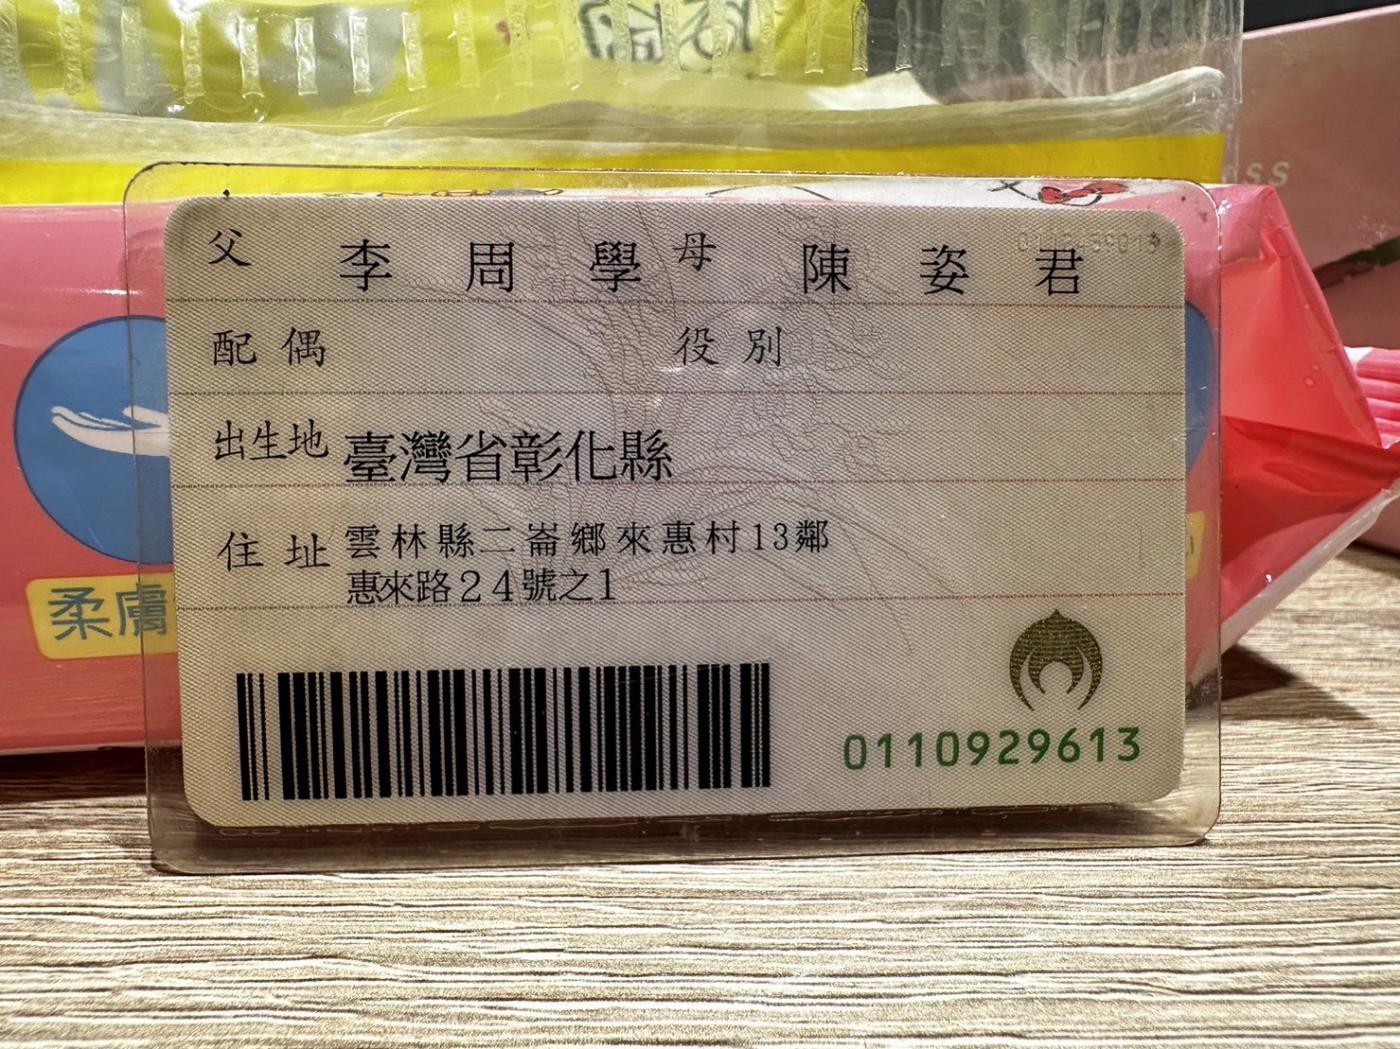 父 李周學 母 陳姿君
配偶 役別
出生地 臺灣省彰化縣
住址 雲林縣二崙鄉來惠村13鄰
惠來路24號之1
0110929613
柔膚